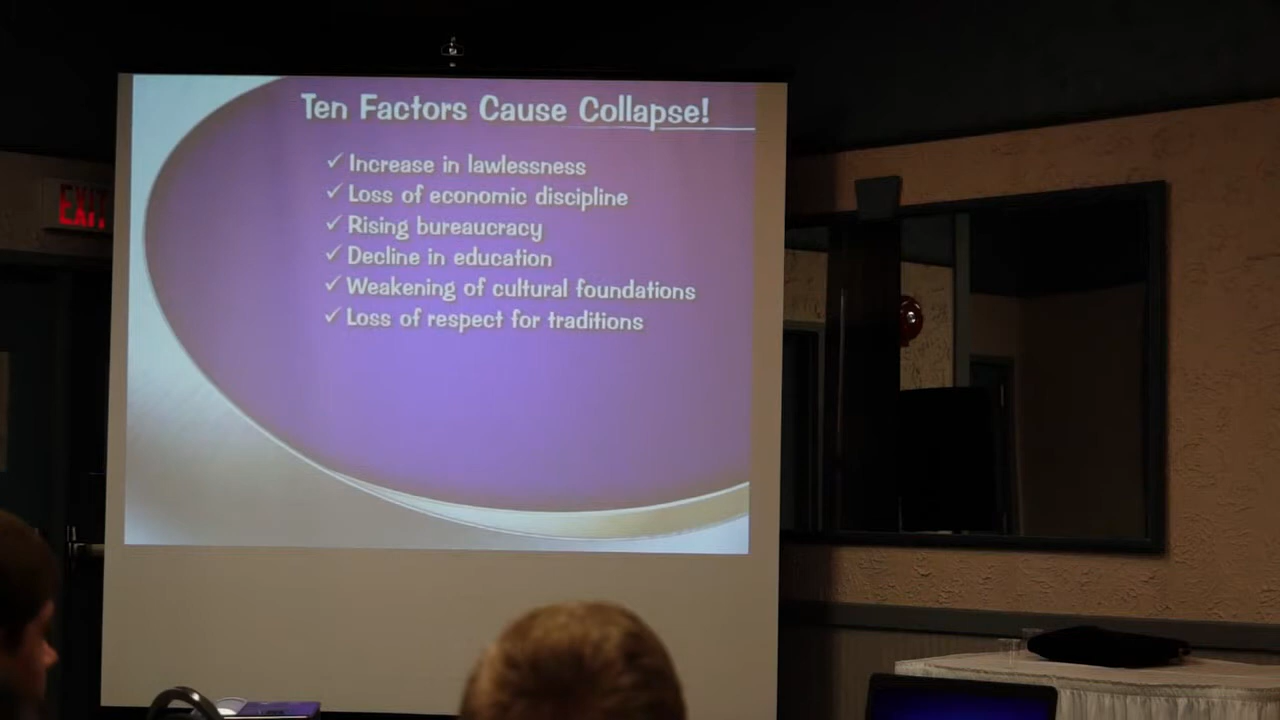 Ten Factors Cause Collapse!
✓ Increase in lawlessness
✓ Loss of economic discipline
✓ Rising bureaucracy
✓ Decline in education
✓ Weakening of cultural foundations
✓ Loss of respect for traditions
EXIT